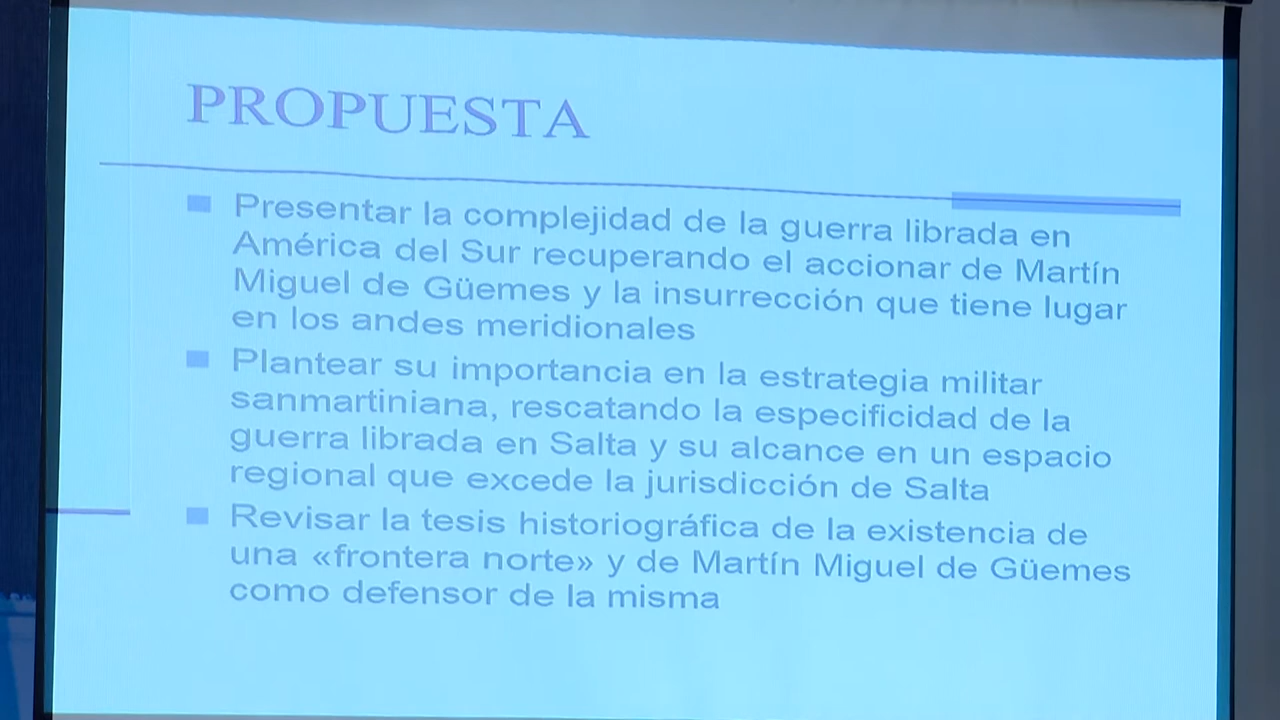 PROPUESTA
Presentar la complejidad de la guerra librada en
América del Sur recuperando el accionar de Martín
Miguel de Güemes y la insurrección que tiene lugar
en los andes meridionales
Plantear su importancia en la estrategia militar
sanmartiniana, rescatando la especificidad de la
guerra librada en Salta y su alcance en un espacio
regional que excede la jurisdicción de Salta
Revisar la tesis historiográfica de la existencia de
una «frontera norte» y de Martín Miguel de Güemes
como defensor de la misma